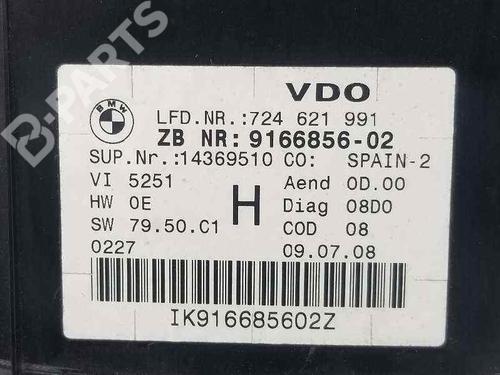 B-PARTS
VDO
BMW
LFD.NR.:724 621 991
ZB NR: 9166856-02
SUP.Nr.:14369510 CO: SPAIN-2
VI 5251 Aend 0D.00
HW 0E H Diag 08D0
SW 79.50.C1 COD 08
0227 09.07.08
IK916685602Z